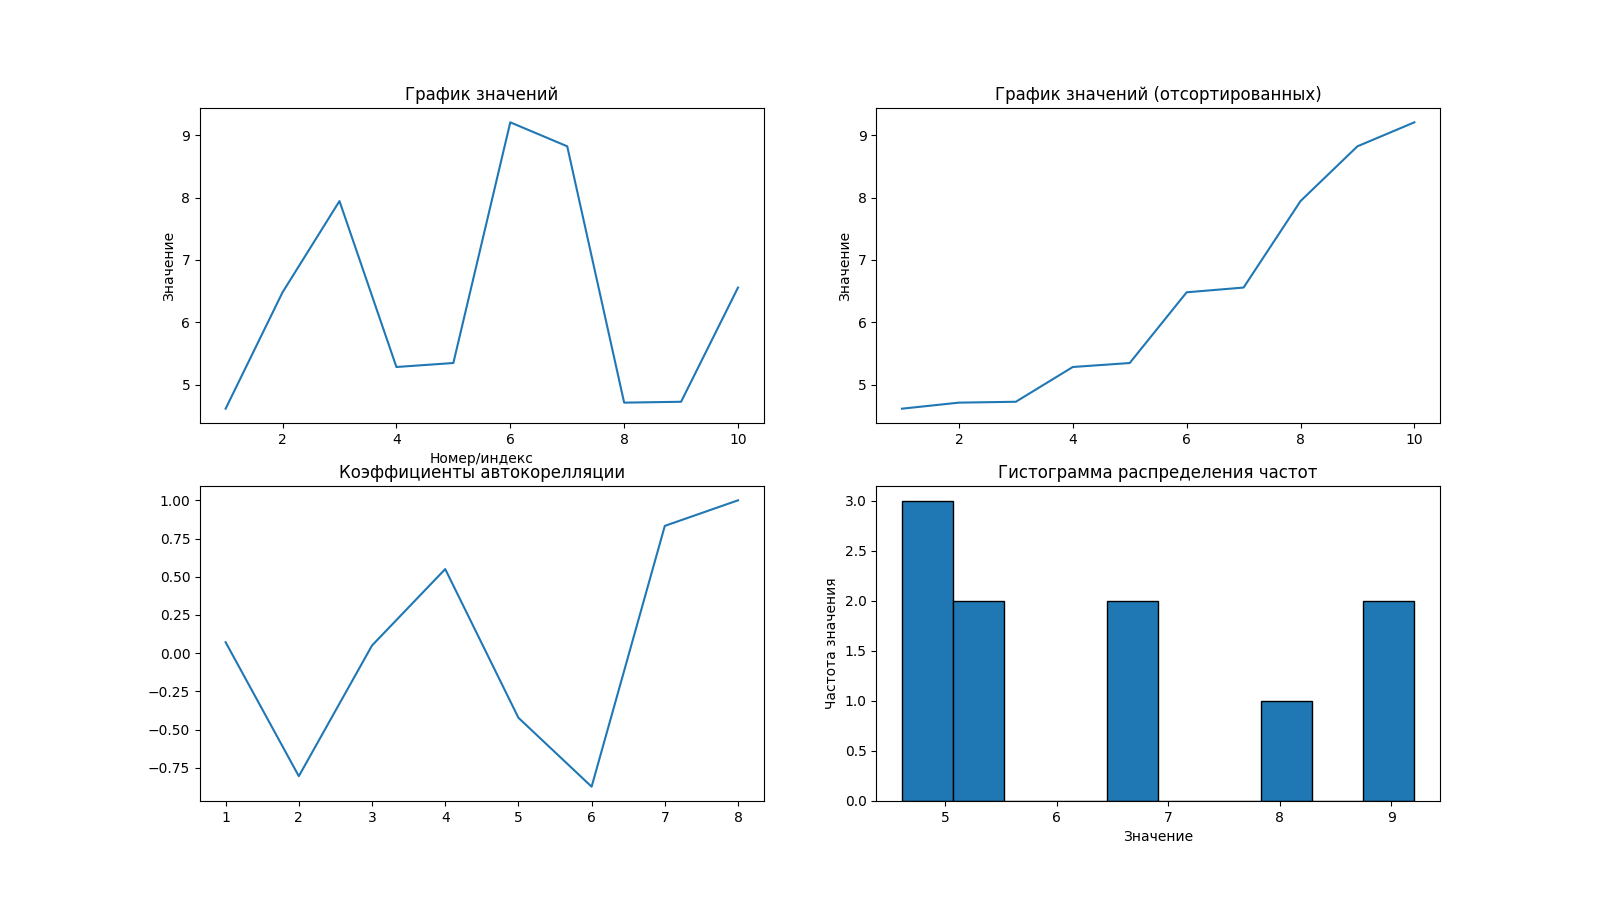 График значений
Значение
9
8
7
6
5
2 4 6 8 10
Номер/индекс
График значений (отсортированных)
Значение
9
8
7
6
5
2 4 6 8 10
Коэффициенты автокорелляции
1.00
0.75
0.50
0.25
0.00
−0.25
−0.50
−0.75
1 2 3 4 5 6 7 8
Гистограмма распределения частот
Частота значения
3.0
2.5
2.0
1.5
1.0
0.5
0.0
5 6 7 8 9
Значение